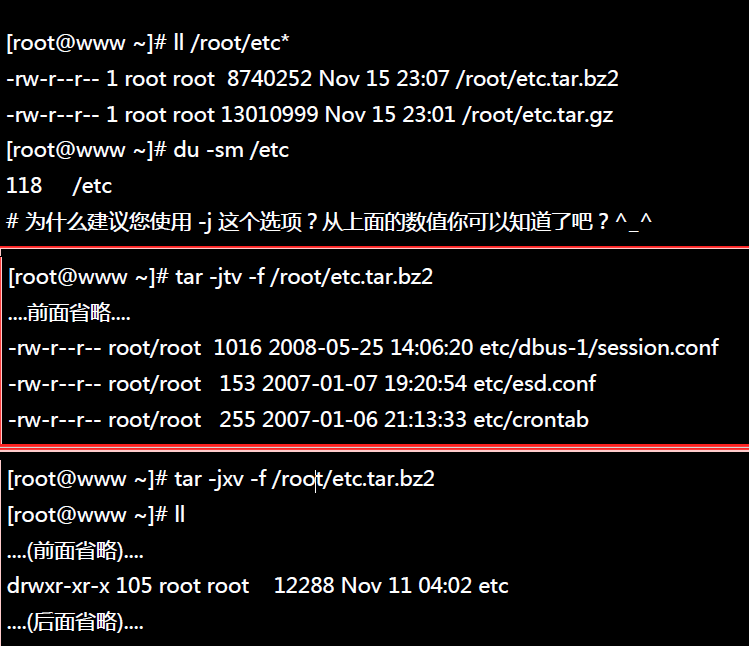 [root@www ~]# ll /root/etc*
-rw-r--r-- 1 root root  8740252 Nov 15 23:07 /root/etc.tar.bz2
-rw-r--r-- 1 root root 13010999 Nov 15 23:01 /root/etc.tar.gz
[root@www ~]# du -sm /etc
118     /etc
# 为什么建议您使用 -j 这个选项？从上面的数值你可以知道了吧？^_^
[root@www ~]# tar -jtv -f /root/etc.tar.bz2
....前面省略....
-rw-r--r-- root/root  1016 2008-05-25 14:06:20 etc/dbus-1/session.conf
-rw-r--r-- root/root   153 2007-01-07 19:20:54 etc/esd.conf
-rw-r--r-- root/root   255 2007-01-06 21:13:33 etc/crontab
[root@www ~]# tar -jxv -f /root/etc.tar.bz2
[root@www ~]# ll
....(前面省略)....
drwxr-xr-x 105 root root    12288 Nov 11 04:02 etc
....(后面省略)....